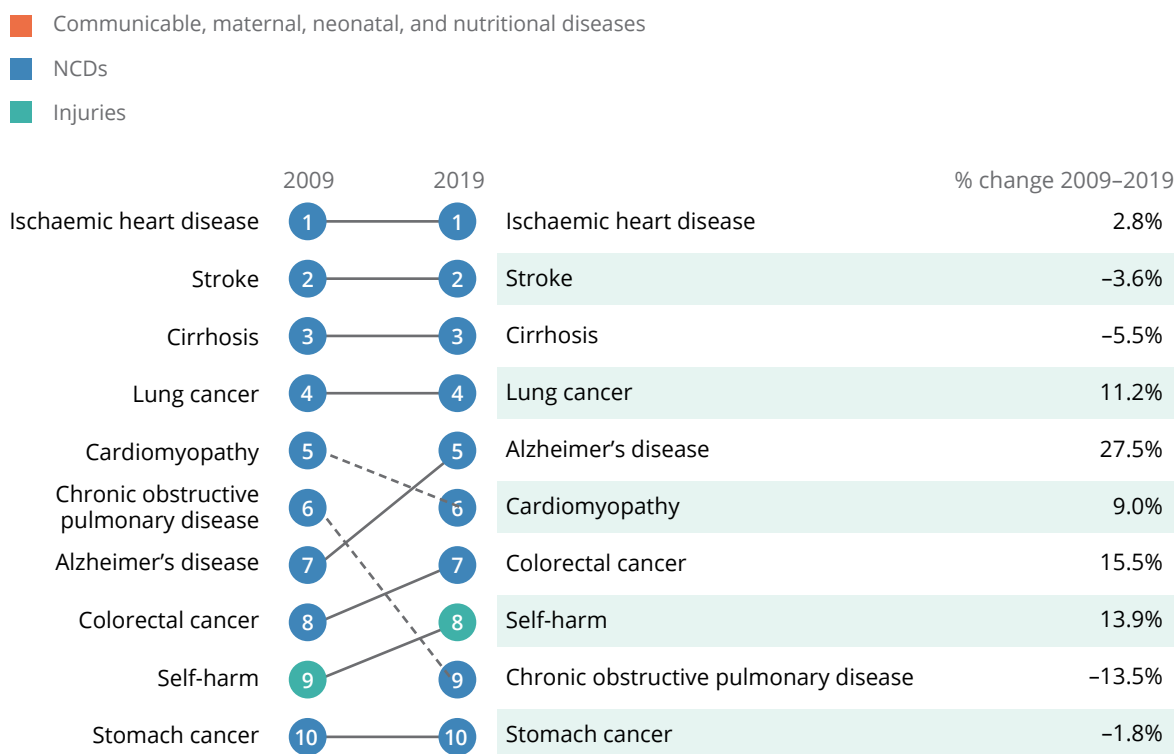 Communicable, maternal, neonatal, and nutritional diseases
NCDs
Injuries
2009 2019 % change 2009–2019
Ischaemic heart disease 1 1 Ischaemic heart disease 2.8%
Stroke 2 2 Stroke –3.6%
Cirrhosis 3 3 Cirrhosis –5.5%
Lung cancer 4 4 Lung cancer 11.2%
Cardiomyopathy 5 5 Alzheimer’s disease 27.5%
Chronic obstructive
pulmonary disease 6 6 Cardiomyopathy 9.0%
Alzheimer’s disease 7 7 Colorectal cancer 15.5%
Colorectal cancer 8 8 Self-harm 13.9%
Self-harm 9 9 Chronic obstructive pulmonary disease –13.5%
Stomach cancer 10 10 Stomach cancer –1.8%